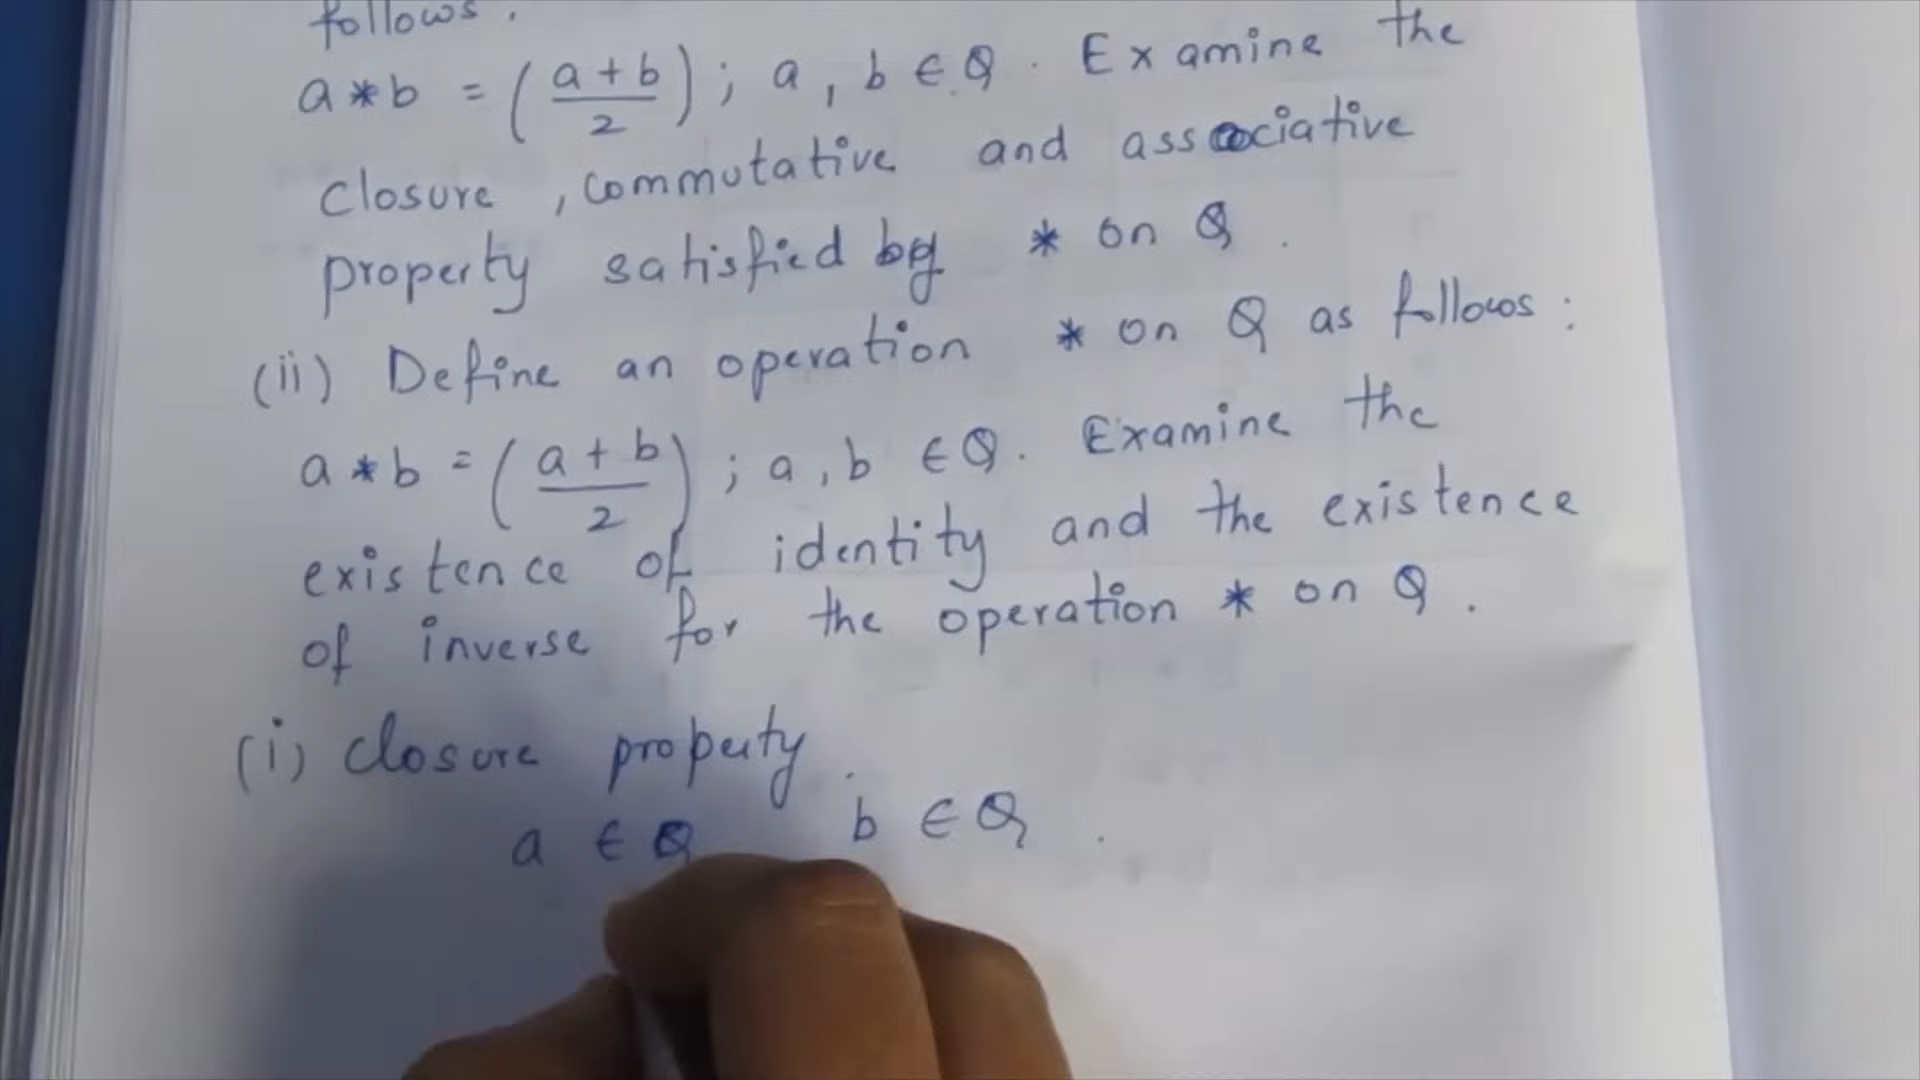 follows.
a * b = ( a + b / 2 ) ; a , b ∈ Q . Examine the
closure , commutative and associative
property satisfied by * on Q .
(ii) Define an operation * on Q as follows :
a * b = ( a + b / 2 ) ; a , b ∈ Q . Examine the
existence of identity and the existence
of inverse for the operation * on Q .
(i) closure property .
a ∈ Q b ∈ Q .